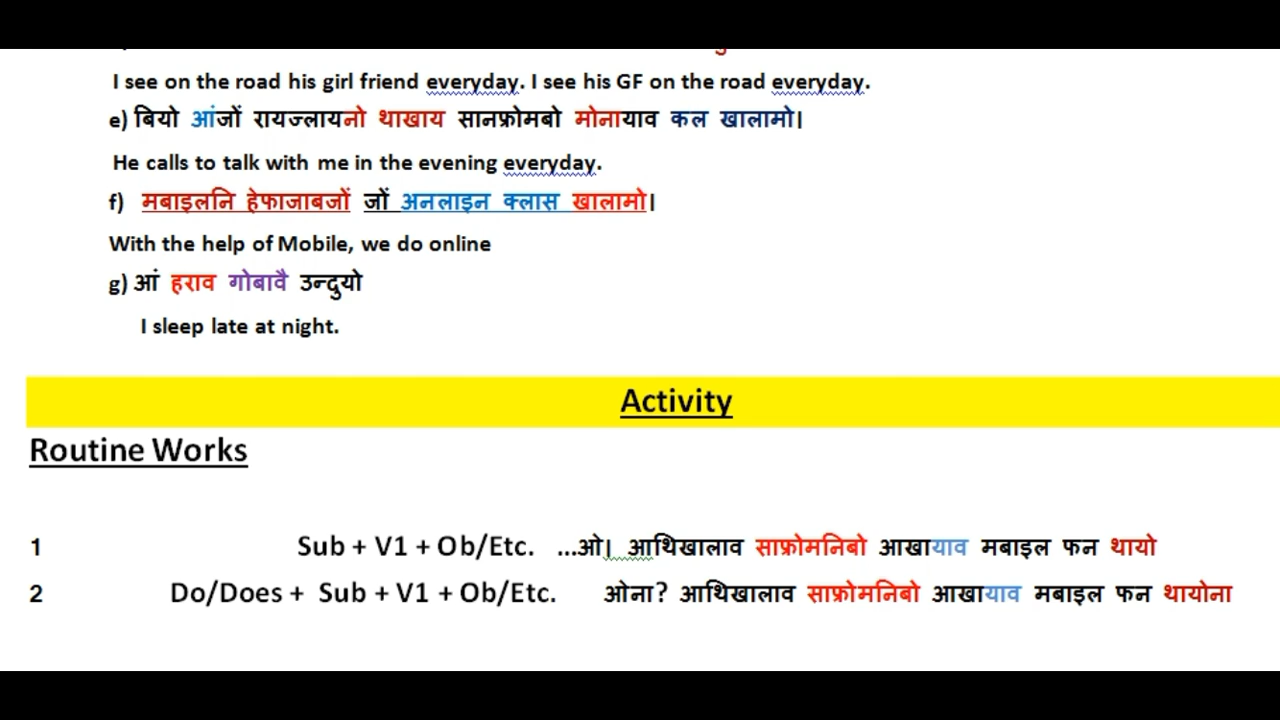 I see on the road his girl friend everyday. I see his GF on the road everyday.
e) बियो आंजों रायज्लायनो थाखाय सानफ्रोमबो मोनायाव कल खालामो।
He calls to talk with me in the evening everyday.
f) मबाइलनि हेफाजाबजों जों अनलाइन क्लास खालामो।
With the help of Mobile, we do online
g) आं हराव गोबावै उन्दुयो
I sleep late at night.
Activity
Routine Works
1 Sub + V1 + Ob/Etc. ...ओ। आथिखालाव साफ्रोमनिबो आखायाव मबाइल फन थायो
2 Do/Does + Sub + V1 + Ob/Etc. ओना? आथिखालाव साफ्रोमनिबो आखायाव मबाइल फन थायोना